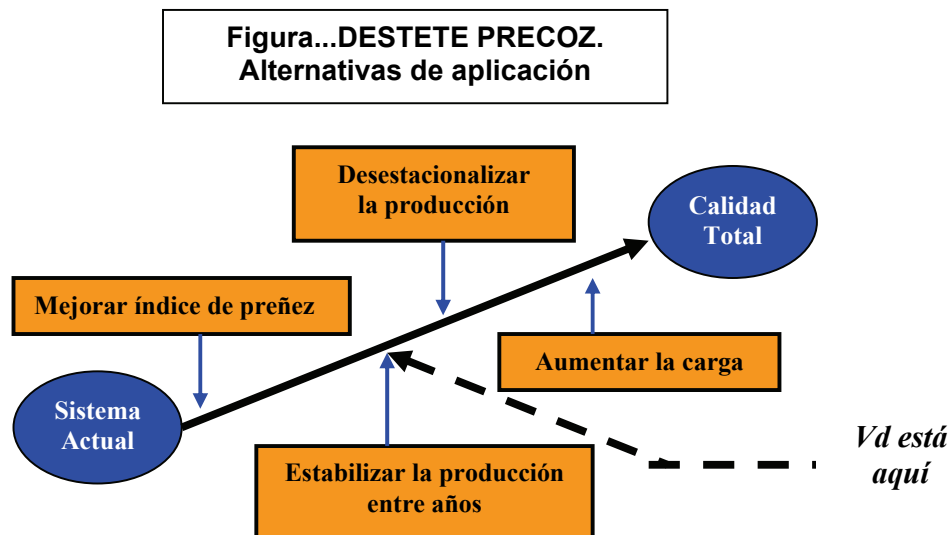 Figura...DESTETE PRECOZ.
Alternativas de aplicación
Desestacionalizar
la producción
Calidad
Total
Mejorar índice de preñez
Aumentar la carga
Sistema
Actual
Vd está
aquí
Estabilizar la producción
entre años